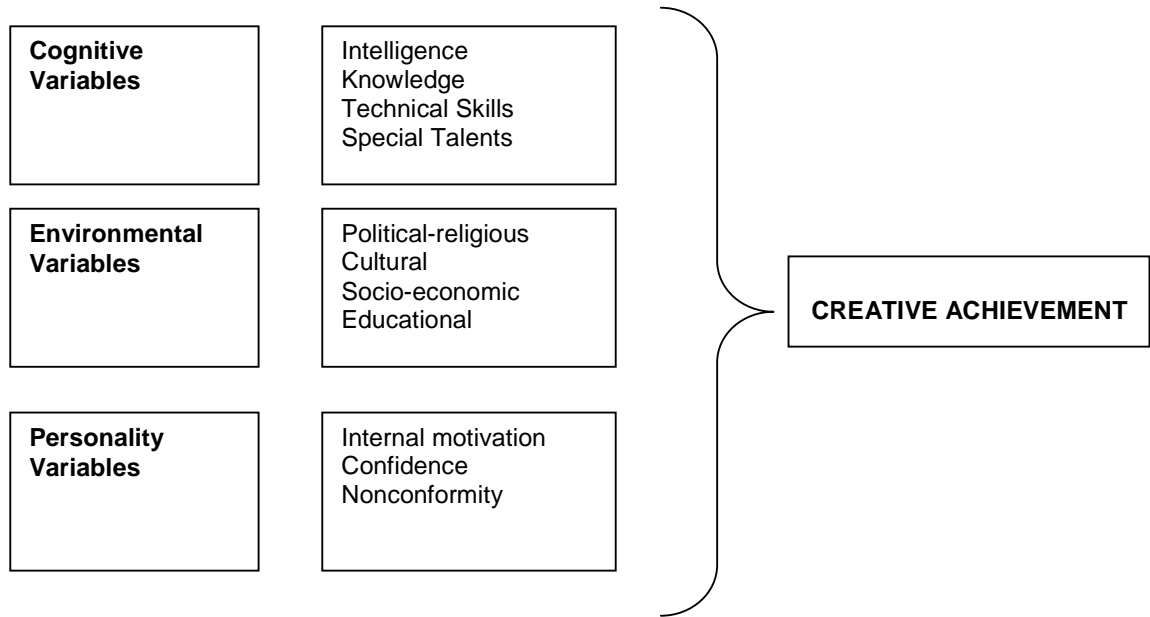 Cognitive
Variables
Intelligence
Knowledge
Technical Skills
Special Talents
Environmental
Variables
Political-religious
Cultural
Socio-economic
Educational
Personality
Variables
Internal motivation
Confidence
Nonconformity
CREATIVE ACHIEVEMENT